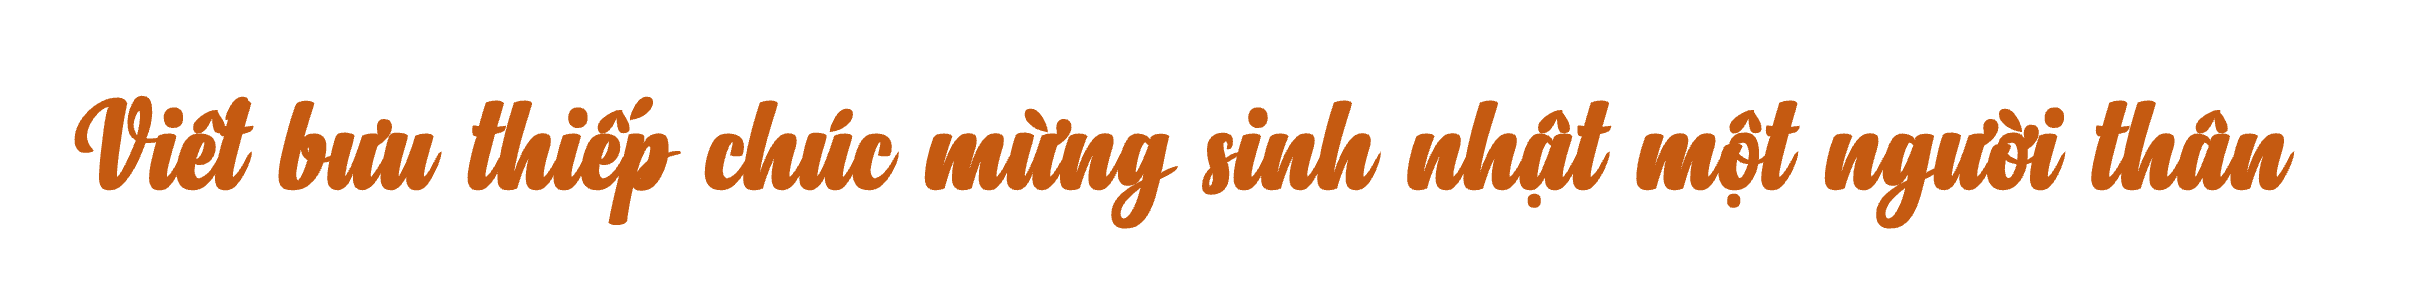 Viết bưu thiếp chúc mừng sinh nhật một người thân